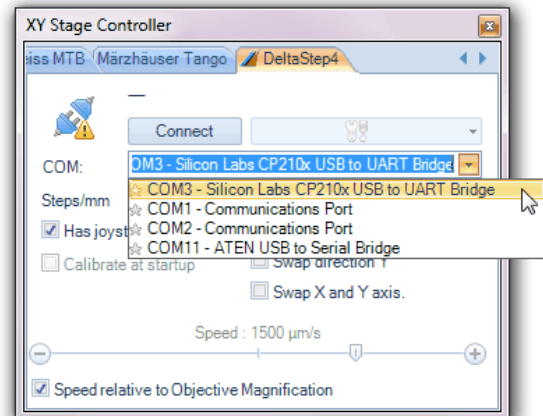 XY Stage Controller
iss MTB Märzhäuser Tango DeltaStep4
—
Connect
COM: OM3 - Silicon Labs CP210x USB to UART Bridge
COM3 - Silicon Labs CP210x USB to UART Bridge
Steps/mm
COM1 - Communications Port
Has joyst COM2 - Communications Port
COM11 - ATEN USB to Serial Bridge
Calibrate at startup Swap direction Y
Swap X and Y axis.
Speed : 1500 µm/s
Speed relative to Objective Magnification